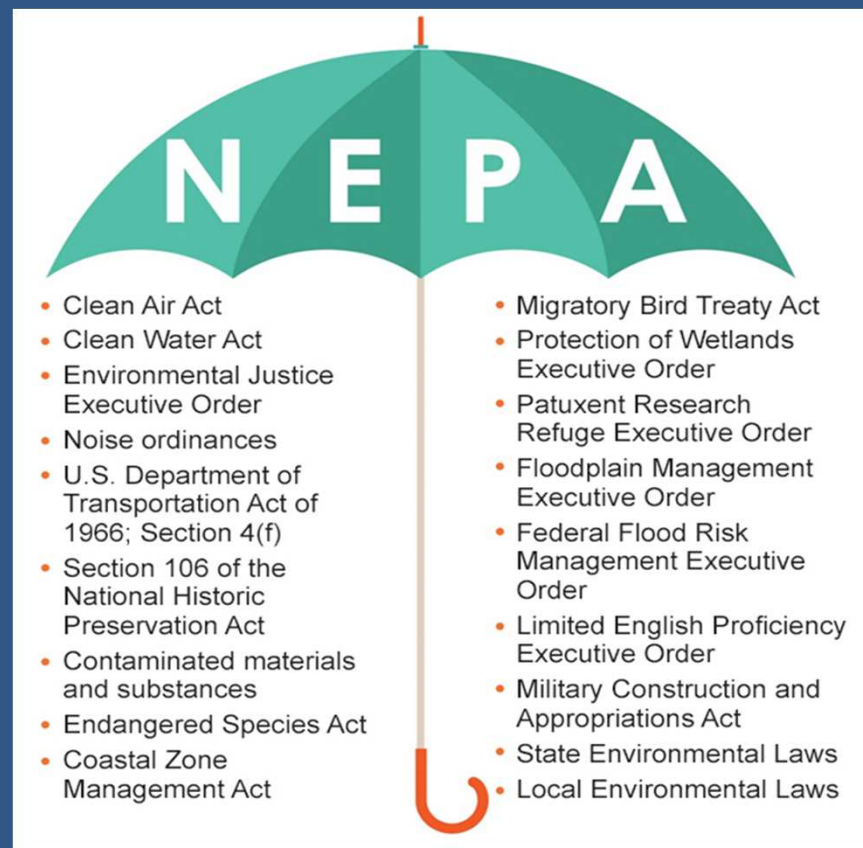 N E P A
• Clean Air Act
• Clean Water Act
• Environmental Justice
Executive Order
• Noise ordinances
• U.S. Department of
Transportation Act of
1966; Section 4(f)
• Section 106 of the
National Historic
Preservation Act
• Contaminated materials
and substances
• Endangered Species Act
• Coastal Zone
Management Act
• Migratory Bird Treaty Act
• Protection of Wetlands
Executive Order
• Patuxent Research
Refuge Executive Order
• Floodplain Management
Executive Order
• Federal Flood Risk
Management Executive
Order
• Limited English Proficiency
Executive Order
• Military Construction and
Appropriations Act
• State Environmental Laws
• Local Environmental Laws